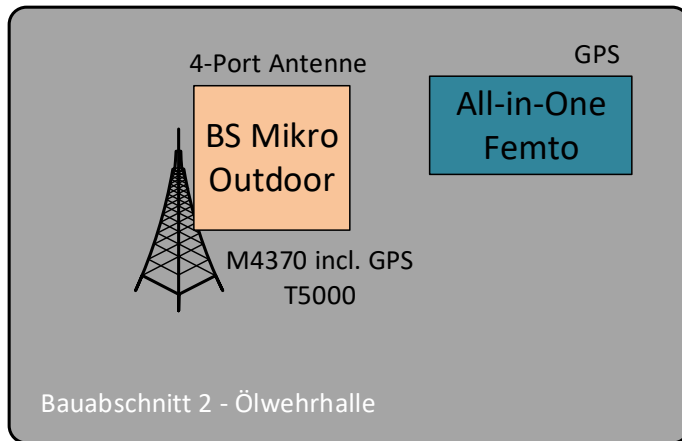 4-Port Antenne
BS Mikro
Outdoor
M4370 incl. GPS
T5000
GPS
All-in-One
Femto
Bauabschnitt 2 - Ölwehrhalle